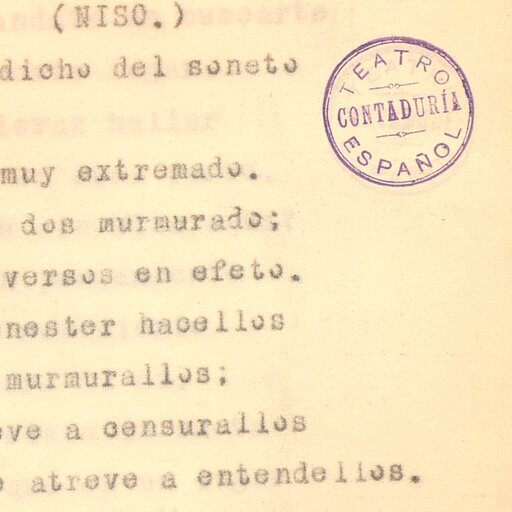 (NISO.)
dicho del soneto
muy extremado.
dos murmurado;
versos en efeto.
nester hacellos
murmurallos;
ve a censurallos
e atreve a entendellos.
TEATRO
CONTADURÍA
ESPAÑOL